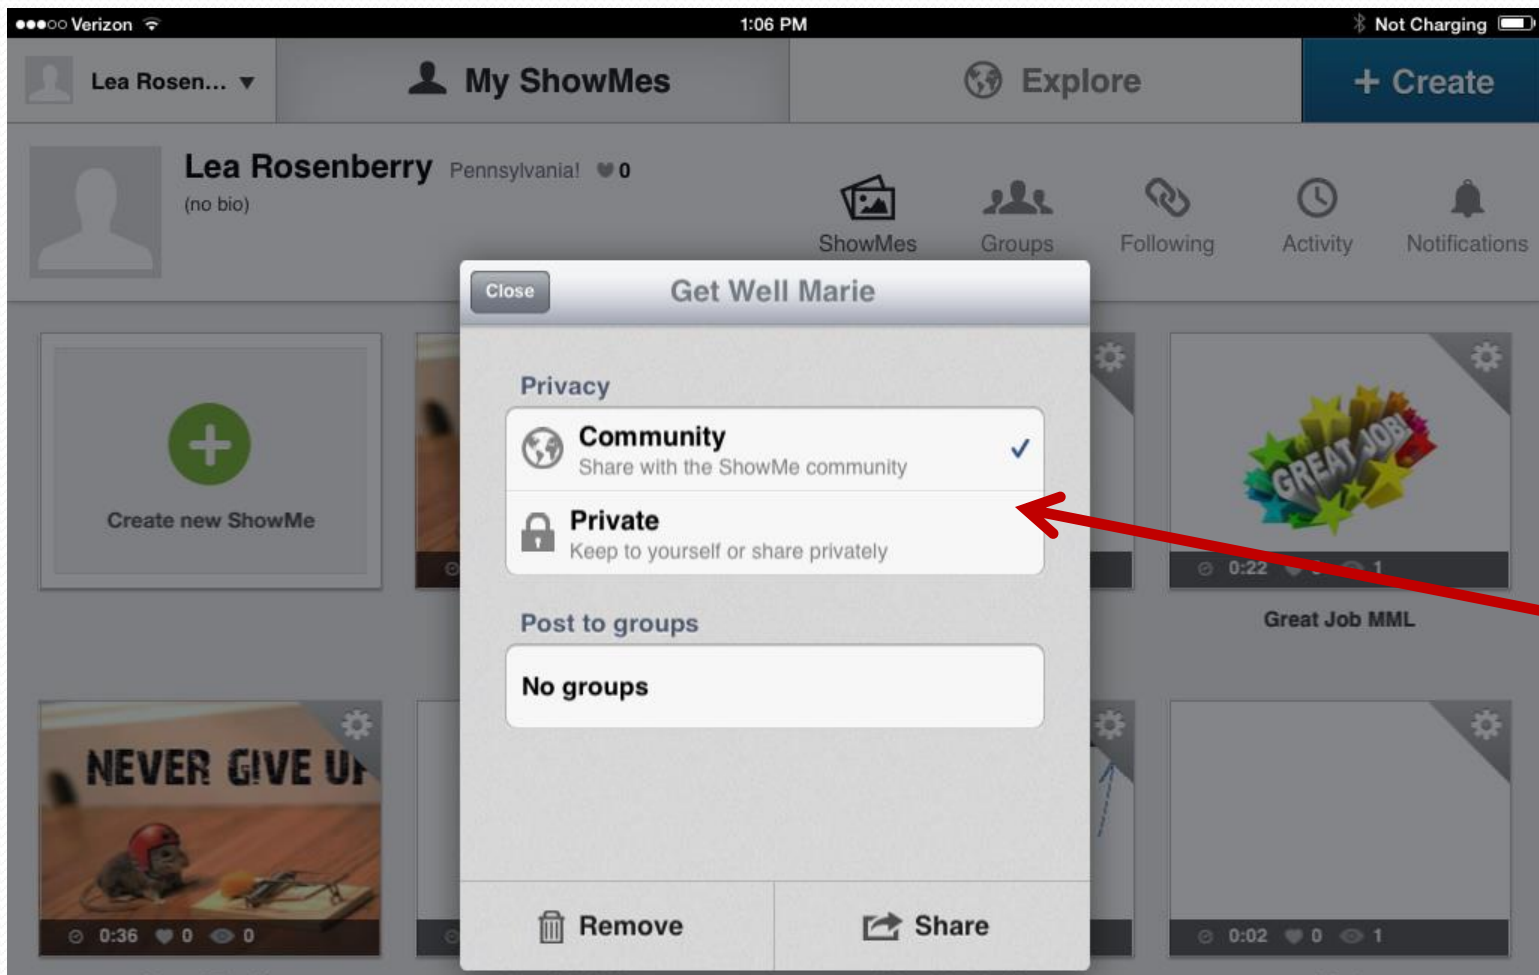 Verizon 1:06 PM Not Charging
Lea Rosen... ▼ My ShowMes Explore + Create
Lea Rosenberry Pennsylvania! 0
(no bio)
ShowMes Groups Following Activity Notifications
Close Get Well Marie
Privacy
Community
Share with the ShowMe community
Private
Keep to yourself or share privately
Create new ShowMe
GREAT JOB!
0:22 1
Great Job MML
Post to groups
No groups
NEVER GIVE UP
0:36 0 0
Remove Share
0:02 0 1